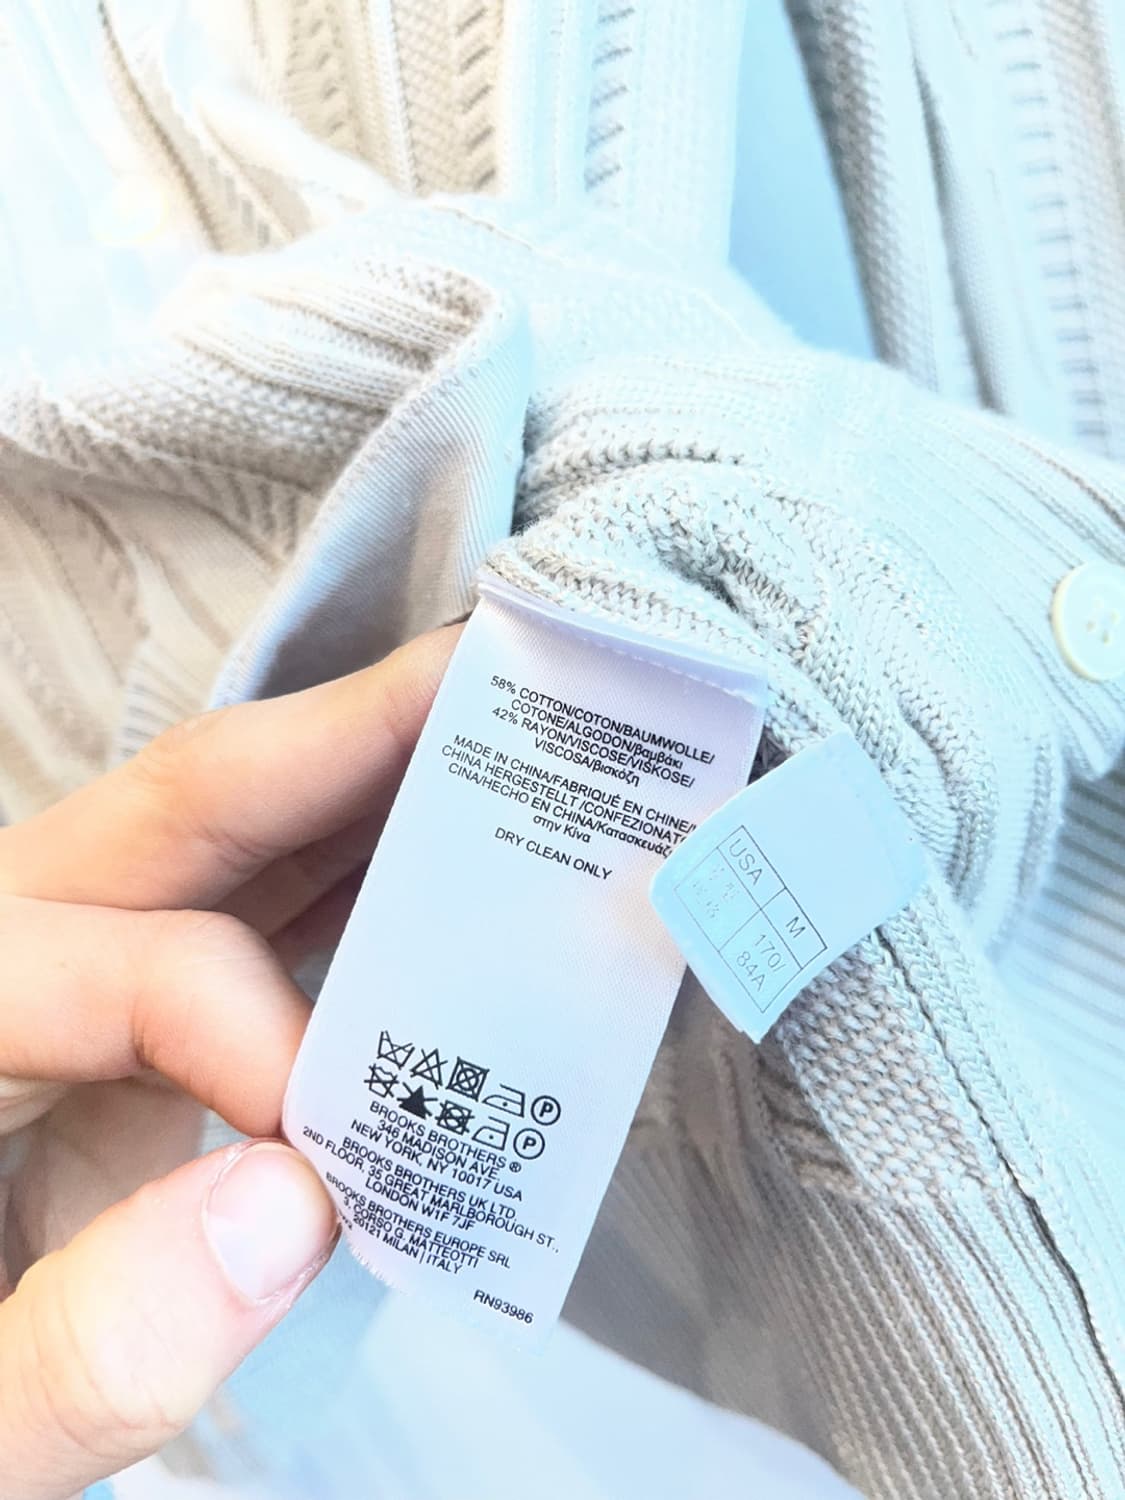 58% COTTON/COTON/BAUMWOLLE/
COTONE/ALGODON/βαμβάκι
42% RAYON/VISCOSE/VISKOSE/
VISCOSA/βισκόζη
MADE IN CHINA/FABRIQUÉ EN CHINE/
CHINA HERGESTELLT /CONFEZIONATO
CINA/HECHO EN CHINA/Κατασκευάζ
στην Κίνα
DRY CLEAN ONLY
P
P
BROOKS BROTHERS ®
346 MADISON AVE.
NEW YORK, NY 10017 USA
BROOKS BROTHERS UK LTD
2ND FLOOR, 35 GREAT MARLBOROUGH ST.,
LONDON W1F 7JF
BROOKS BROTHERS EUROPE SRL
3, CORSO G. MATTEOTTI
20121 MILAN | ITALY
RN93986
USA M
170/
84A